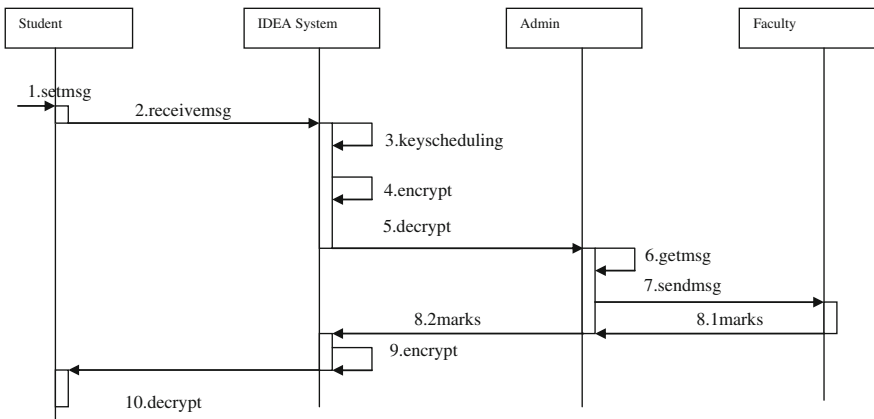 Student
IDEA System
Admin
Faculty
1.setmsg
2.receivemsg
3.keyscheduling
4.encrypt
5.decrypt
6.getmsg
7.sendmsg
8.2marks
8.1marks
9.encrypt
10.decrypt